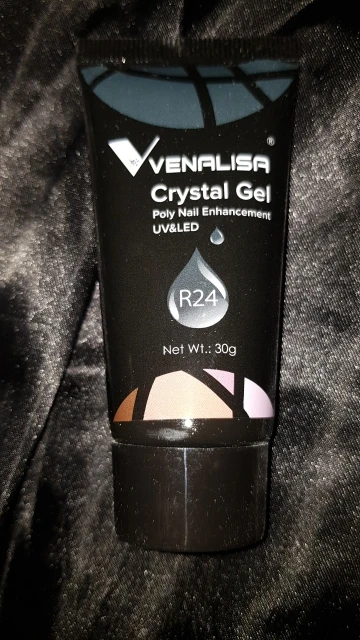 VENALISA®
Crystal Gel
Poly Nail Enhancement
UV&LED
R24
Net Wt.: 30g